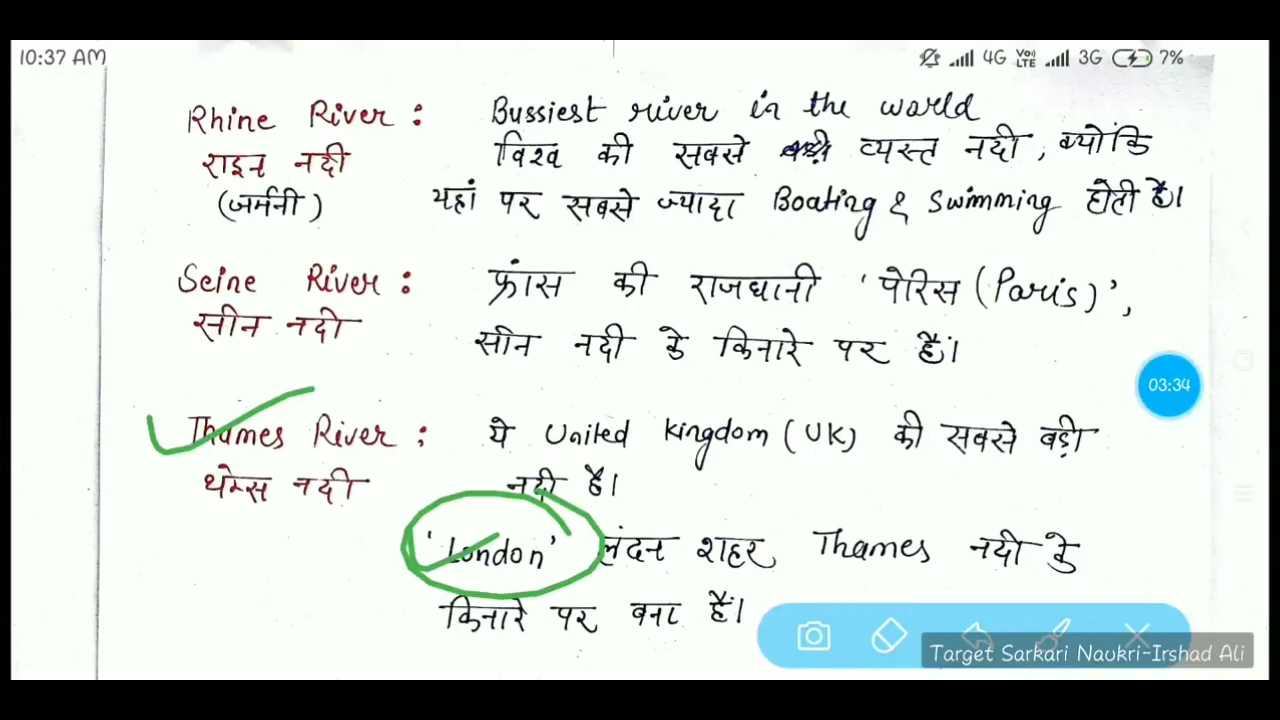 10:37 AM 4G VoLTE 3G 7%
Rhine River : Bussiest river in the world
राइन नदी विश्व की सबसे व्यस्त नदी, क्योंकि
(जर्मनी) यहां पर सबसे ज्यादा Boating & Swimming होती है।
Seine River : फ्रांस की राजधानी 'पेरिस (Paris)',
सीन नदी सीन नदी के किनारे पर हैं।
Thames River : ये United Kingdom (UK) की सबसे बड़ी
थेम्स नदी नदी है।
'London' लंदन शहर Thames नदी के
किनारे पर बना हैं।
03:34
Target Sarkari Naukri-Irshad Ali